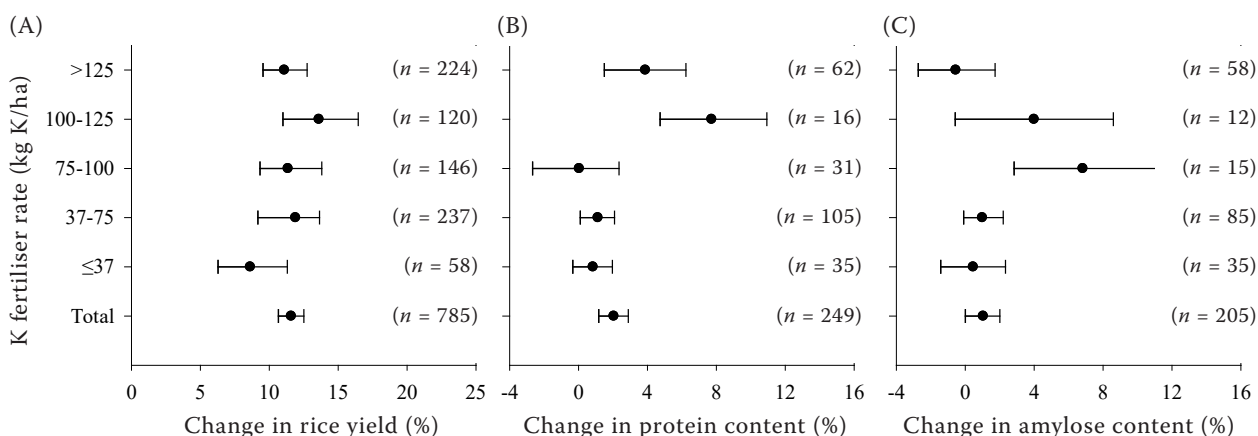 (A) (B) (C)
K fertiliser rate (kg K/ha)
>125 (n = 224) (n = 62) (n = 58)
100-125 (n = 120) (n = 16) (n = 12)
75-100 (n = 146) (n = 31) (n = 15)
37-75 (n = 237) (n = 105) (n = 85)
≤37 (n = 58) (n = 35) (n = 35)
Total (n = 785) (n = 249) (n = 205)
0 5 10 15 20 25 -4 0 4 8 12 16 -4 0 4 8 12 16
Change in rice yield (%) Change in protein content (%) Change in amylose content (%)